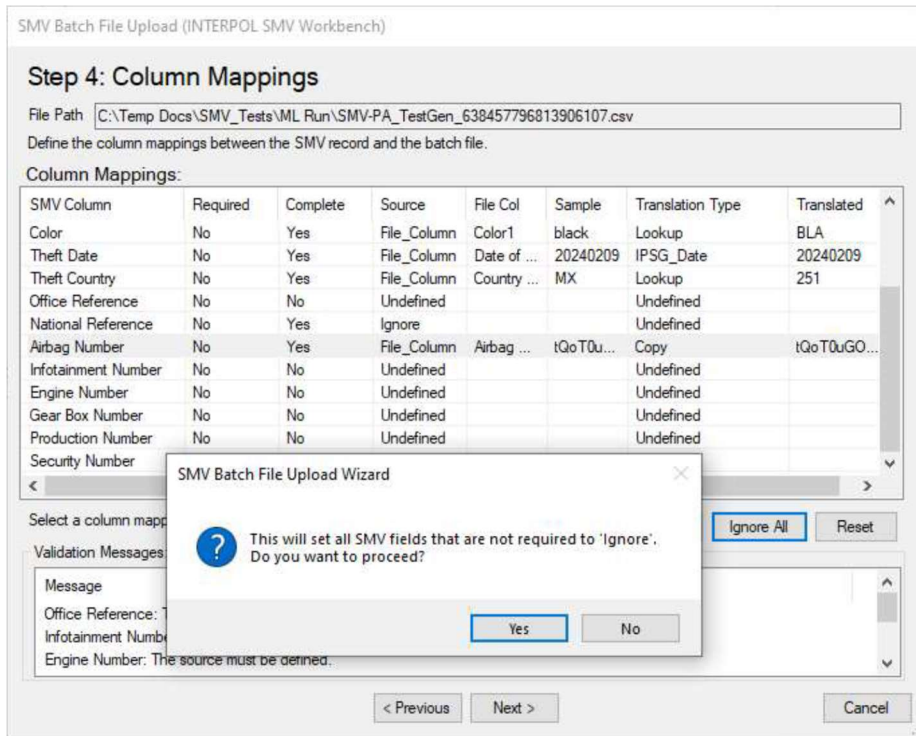 SMV Batch File Upload (INTERPOL SMV Workbench)
Step 4: Column Mappings
File Path C:\Temp Docs\SMV_Tests\ML Run\SMV-PA_TestGen_638457796813906107.csv
Define the column mappings between the SMV record and the batch file.
Column Mappings:
SMV Column Required Complete Source File Col Sample Translation Type Translated
Color No Yes File_Column Color1 black Lookup BLA
Theft Date No Yes File_Column Date of ... 20240209 IPSG_Date 20240209
Theft Country No Yes File_Column Country ... MX Lookup 251
Office Reference No No Undefined Undefined
National Reference No Yes Ignore Undefined
Airbag Number No Yes File_Column Airbag ... tQoT0u... Copy tQoT0uGO...
Infotainment Number No No Undefined Undefined
Engine Number No No Undefined Undefined
Gear Box Number No No Undefined Undefined
Production Number No No Undefined Undefined
Security Number
SMV Batch File Upload Wizard
Select a column mapp
Ignore All Reset
This will set all SMV fields that are not required to 'Ignore'.
Do you want to proceed?
Validation Messages:
Message
Office Reference: T
Infotainment Numbe
Yes No
Engine Number: The source must be defined.
< Previous Next > Cancel